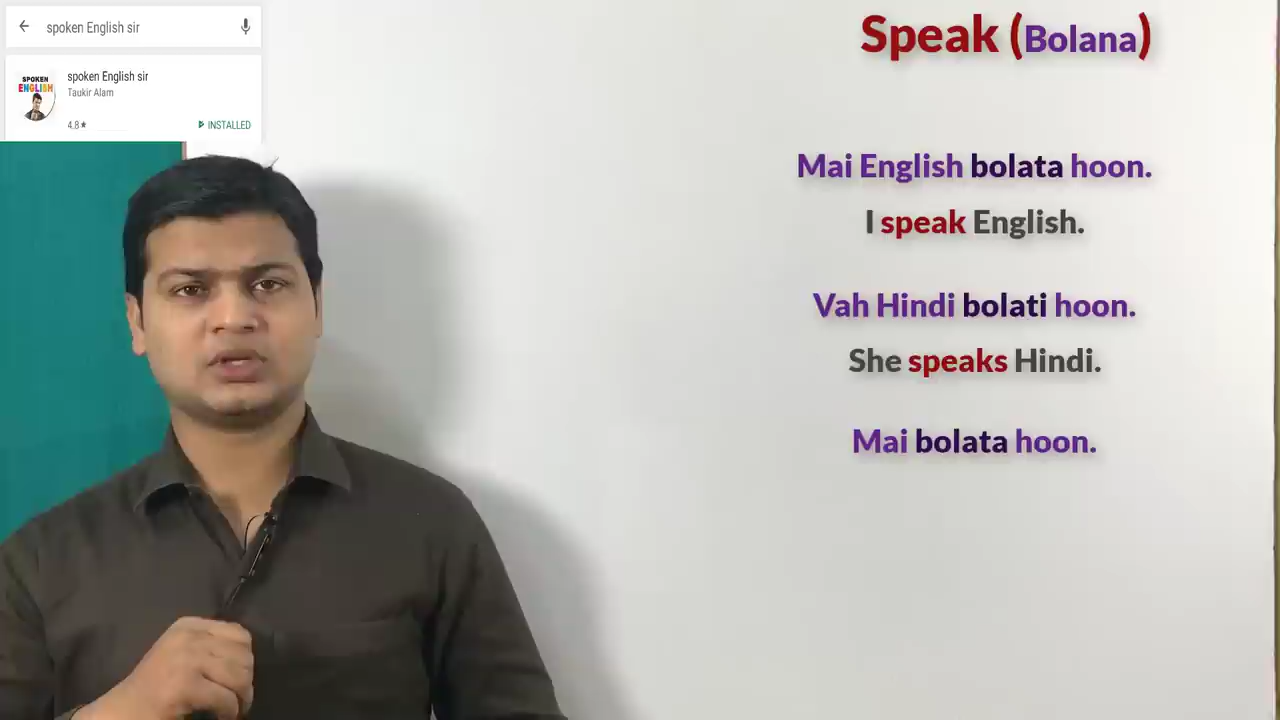 spoken English sir
SPOKEN
ENGLISH
spoken English sir
Taukir Alam
4.8★
INSTALLED
Speak (Bolana)
Mai English bolata hoon.
I speak English.
Vah Hindi bolati hoon.
She speaks Hindi.
Mai bolata hoon.